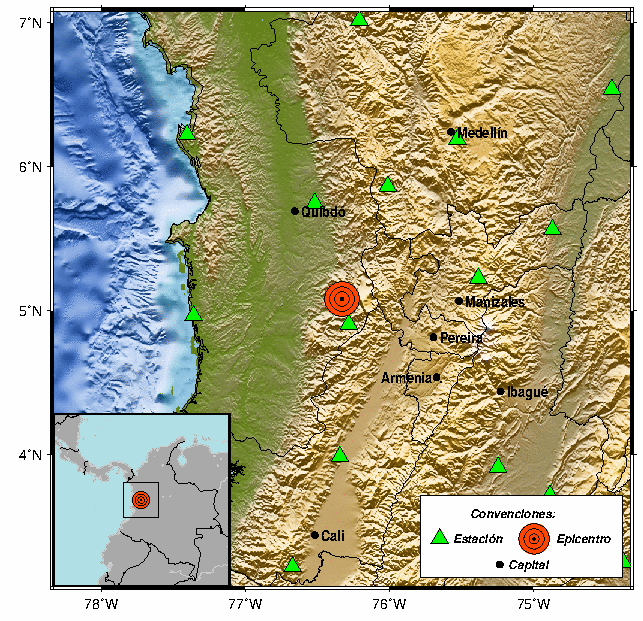 7°N
Medellín
6°N
Quibdó
5°N
Manizales
Pereira
Armenia
Ibagué
4°N
Cali
Convenciones:
Estación
Epicentro
Capital
78°W
77°W
76°W
75°W